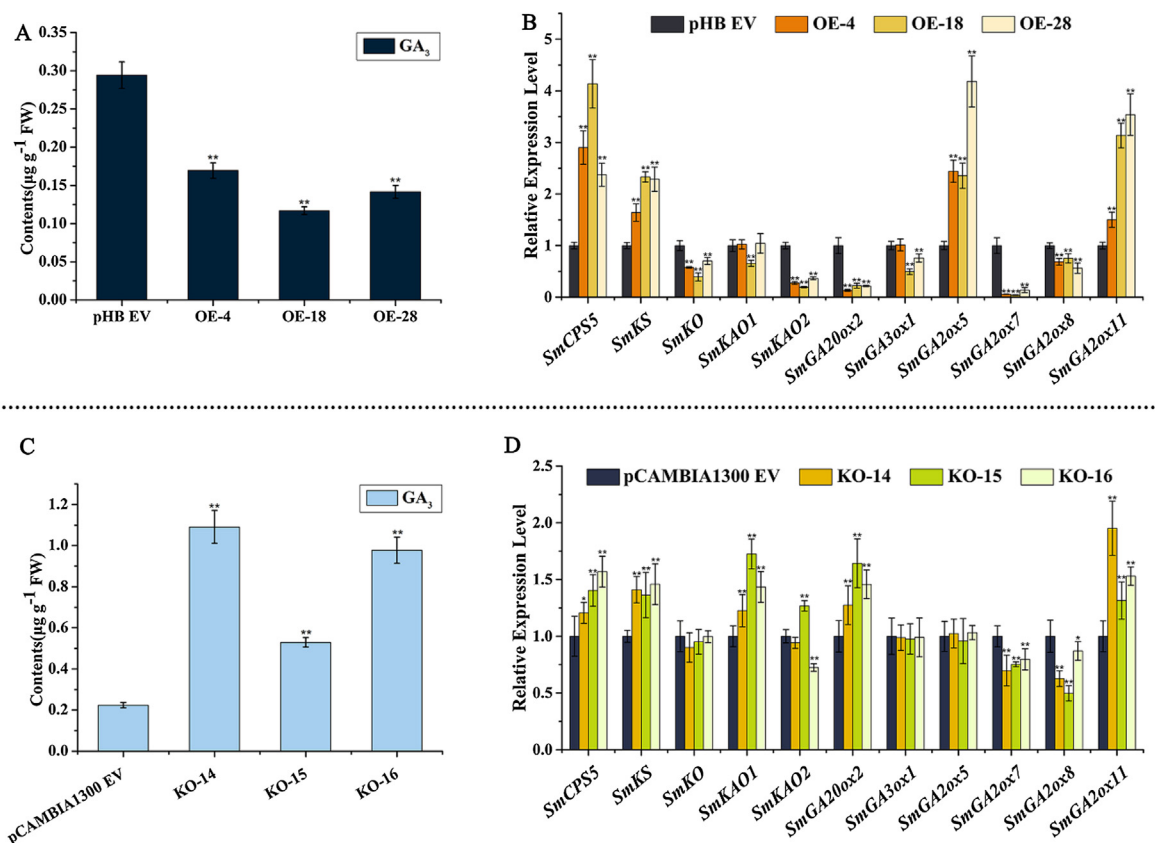 A
0.35
0.30
0.25
0.20
0.15
0.10
0.05
0.00
Contents(μg g-1 FW)
GA3
**
**
**
pHB EV
OE-4
OE-18
OE-28
B
pHB EV OE-4 OE-18 OE-28
5
4
3
2
1
0
Relative Expression Level
** ** **
** ** **
** ** **
**
** ** **
** ** **
** **
** ** **
** ** **
** ** **
** ** **
SmCPS5
SmKS
SmKO
SmKAO1
SmKAO2
SmGA20ox2
SmGA3ox1
SmGA2ox5
SmGA2ox7
SmGA2ox8
SmGA2ox11
C
1.2
1.0
0.8
0.6
0.4
0.2
0.0
Contents(μg g-1 FW)
GA3
**
**
**
pCAMBIA1300 EV
KO-14
KO-15
KO-16
D
pCAMBIA1300 EV KO-14 KO-15 KO-16
2.5
2.0
1.5
1.0
0.5
0.0
Relative Expression Level
* ** **
** ** **
** ** **
** **
** ** **
** ** **
** ** *
** ** **
SmCPS5
SmKS
SmKO
SmKAO1
SmKAO2
SmGA20ox2
SmGA3ox1
SmGA2ox5
SmGA2ox7
SmGA2ox8
SmGA2ox11